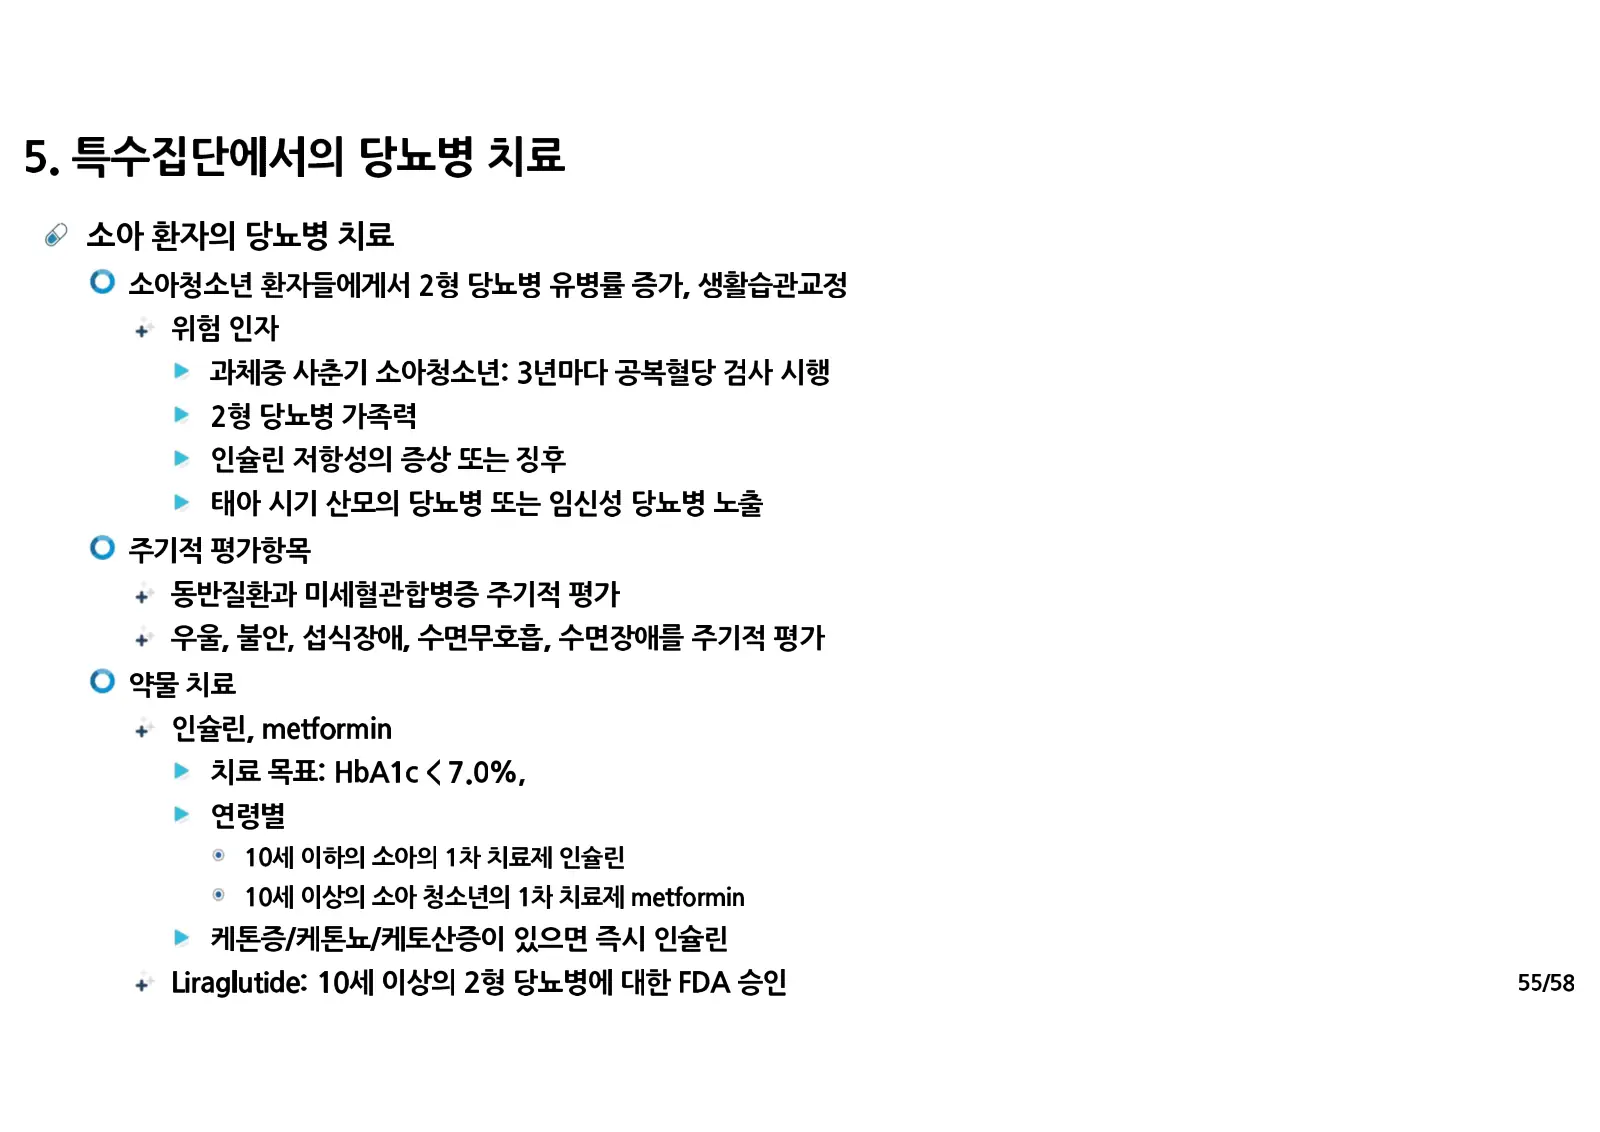 5. 특수집단에서의 당뇨병 치료
소아 환자의 당뇨병 치료
소아청소년 환자들에게서 2형 당뇨병 유병률 증가, 생활습관교정
위험 인자
과체중 사춘기 소아청소년: 3년마다 공복혈당 검사 시행
2형 당뇨병 가족력
인슐린 저항성의 증상 또는 징후
태아 시기 산모의 당뇨병 또는 임신성 당뇨병 노출
주기적 평가항목
동반질환과 미세혈관합병증 주기적 평가
우울, 불안, 섭식장애, 수면무호흡, 수면장애를 주기적 평가
약물 치료
인슐린, metformin
치료 목표: HbA1c < 7.0%,
연령별
10세 이하의 소아의 1차 치료제 인슐린
10세 이상의 소아 청소년의 1차 치료제 metformin
케톤증/케톤뇨/케토산증이 있으면 즉시 인슐린
Liraglutide: 10세 이상의 2형 당뇨병에 대한 FDA 승인
55/58